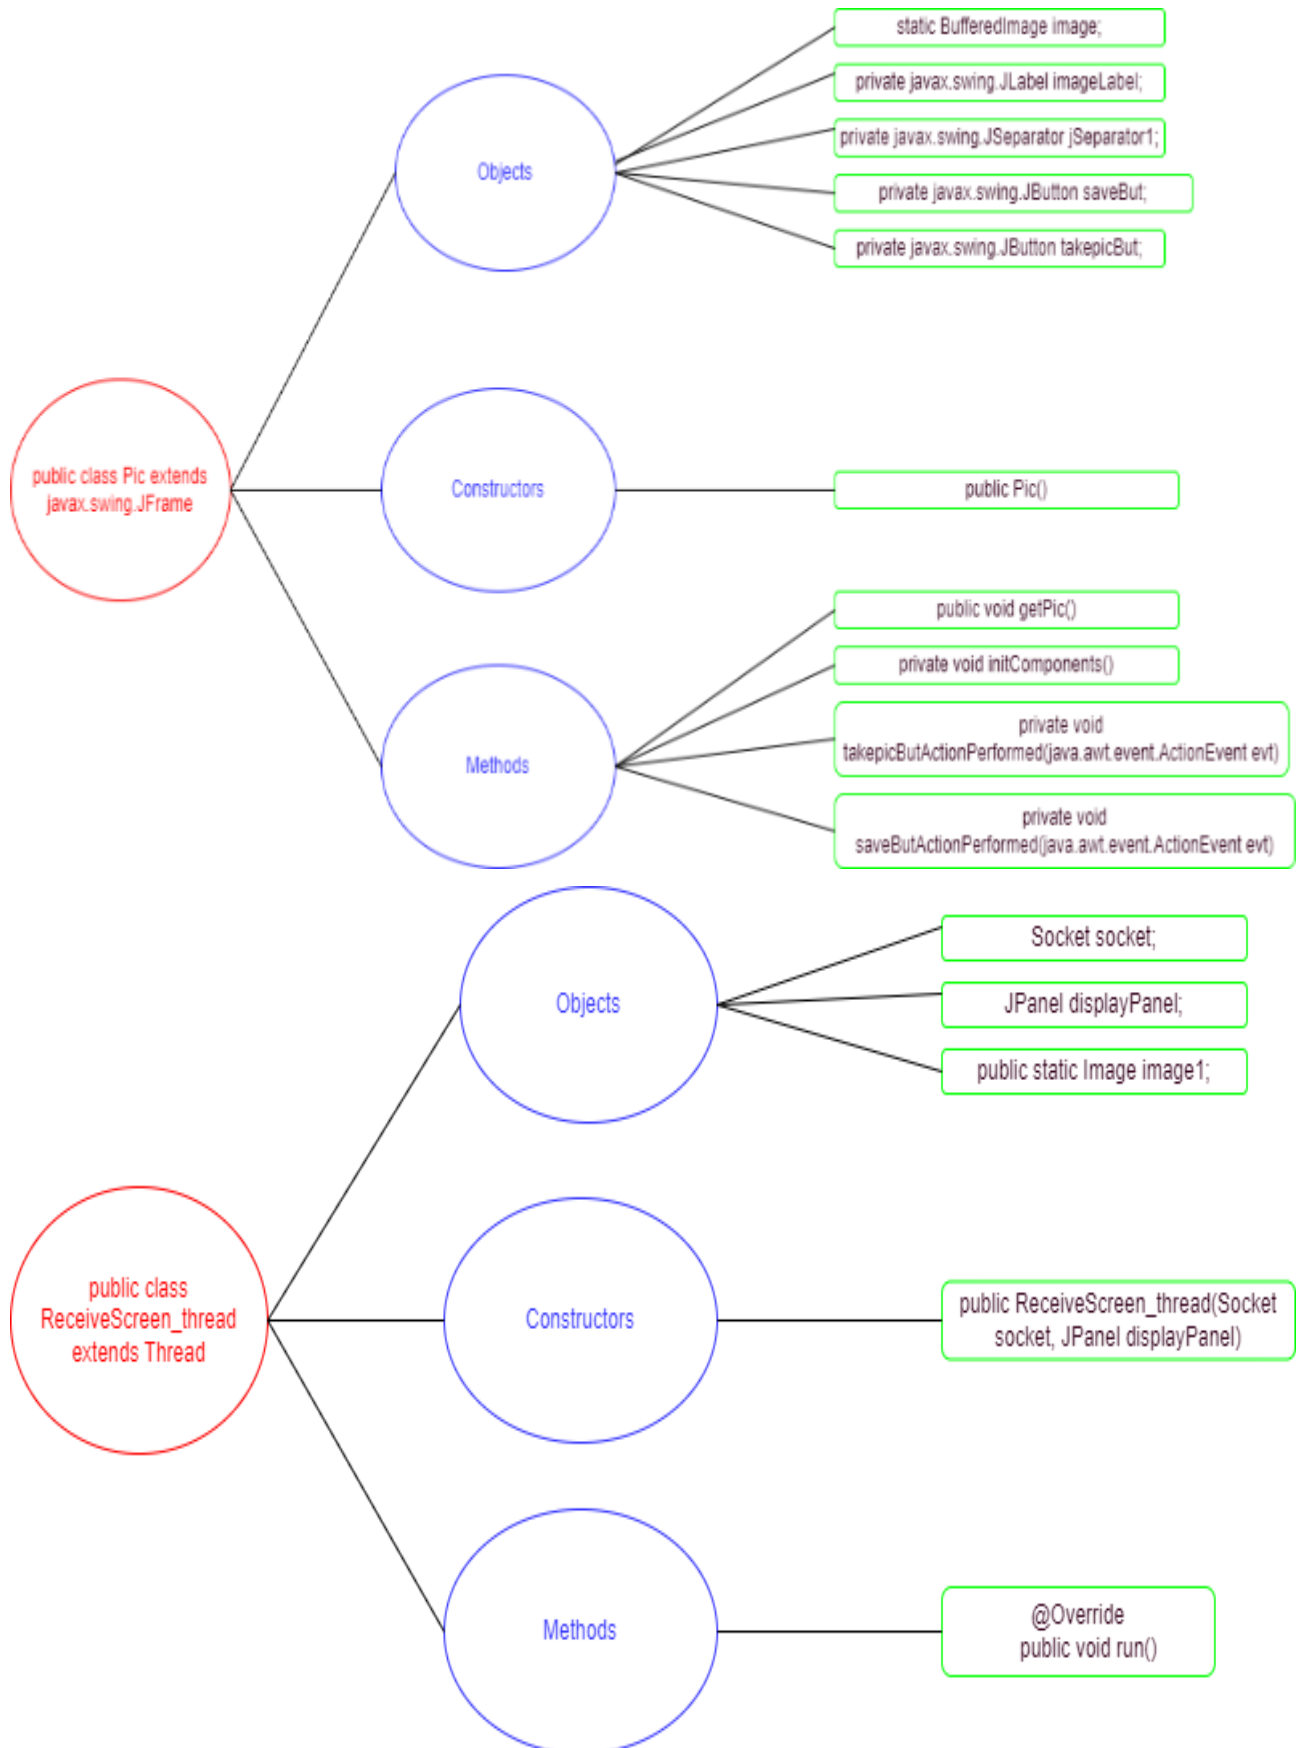 static BufferedImage image;
private javax.swing.JLabel imageLabel;
private javax.swing.JSeparator jSeparator1;
Objects
private javax.swing.JButton saveBut;
private javax.swing.JButton takepicBut;
public class Pic extends
javax.swing.JFrame
Constructors
public Pic()
public void getPic()
private void initComponents()
private void
takepicButActionPerformed(java.awt.event.ActionEvent evt)
Methods
private void
saveButActionPerformed(java.awt.event.ActionEvent evt)
Socket socket;
Objects
JPanel displayPanel;
public static Image image1;
public class
ReceiveScreen_thread
extends Thread
Constructors
public ReceiveScreen_thread(Socket
socket, JPanel displayPanel)
Methods
@Override
public void run()